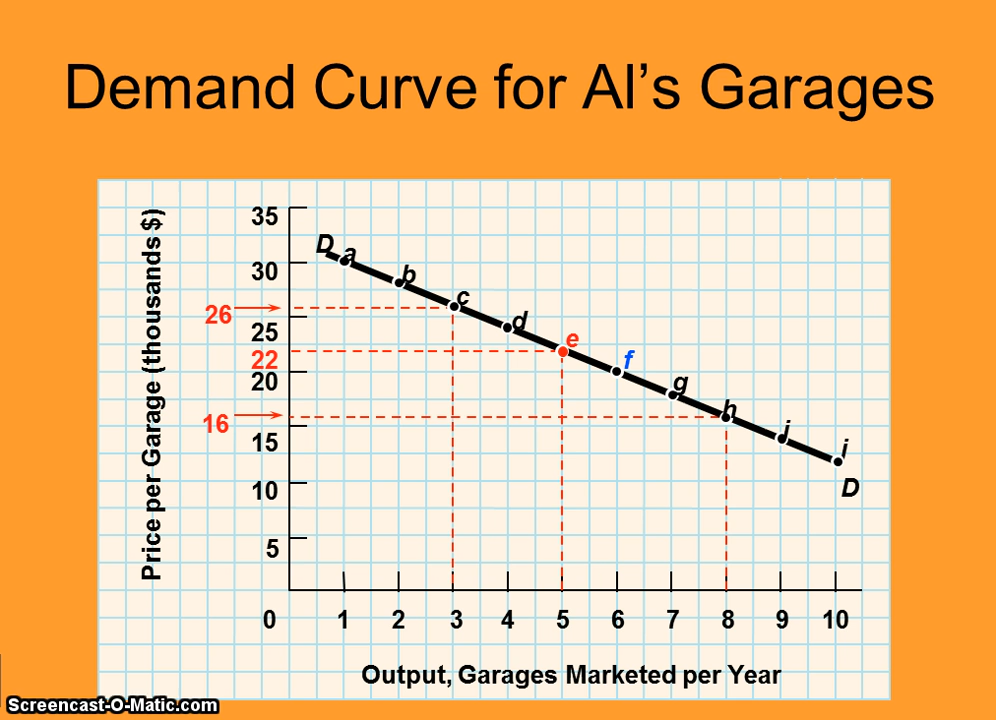 Demand Curve for Al's Garages
Price per Garage (thousands $)
35
30
26
25
22
20
16
15
10
5
0
1 2 3 4 5 6 7 8 9 10
D
a
b
c
d
e
f
g
h
i
i
D
Output, Garages Marketed per Year
Screencast-O-Matic.com